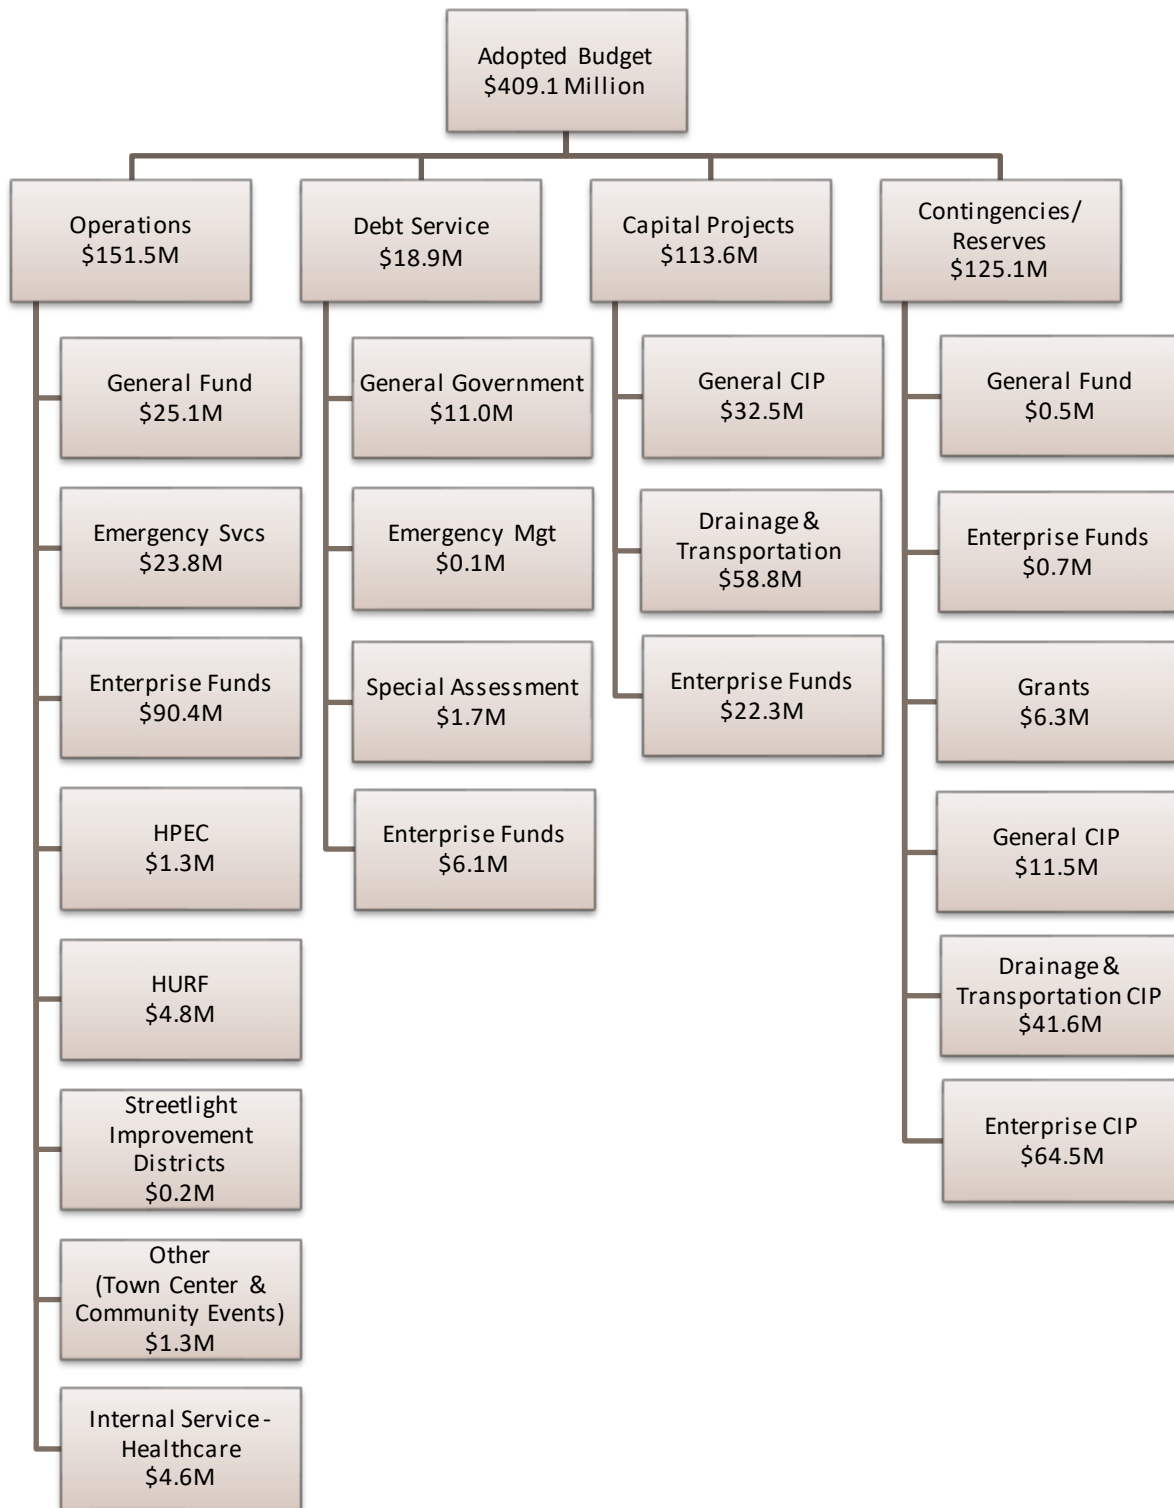 Adopted Budget
$409.1 Million
Operations
$151.5M
General Fund
$25.1M
Emergency Svcs
$23.8M
Enterprise Funds
$90.4M
HPEC
$1.3M
HURF
$4.8M
Streetlight
Improvement
Districts
$0.2M
Other
(Town Center &
Community Events)
$1.3M
Internal Service-
Healthcare
$4.6M
Debt Service
$18.9M
General Government
$11.0M
Emergency Mgt
$0.1M
Special Assessment
$1.7M
Enterprise Funds
$6.1M
Capital Projects
$113.6M
General CIP
$32.5M
Drainage &
Transportation
$58.8M
Enterprise Funds
$22.3M
Contingencies/
Reserves
$125.1M
General Fund
$0.5M
Enterprise Funds
$0.7M
Grants
$6.3M
General CIP
$11.5M
Drainage &
Transportation CIP
$41.6M
Enterprise CIP
$64.5M